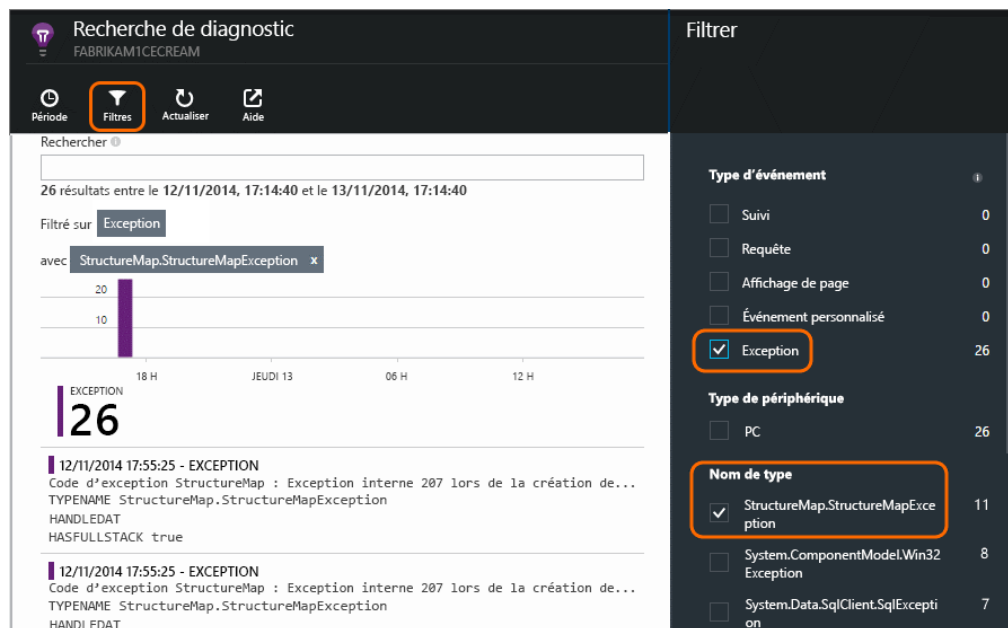 Recherche de diagnostic
FABRIKAM1CECREAM
Période
Filtres
Actualiser
Aide
Rechercher
26 résultats entre le 12/11/2014, 17:14:40 et le 13/11/2014, 17:14:40
Filtré sur Exception
avec StructureMap.StructureMapException x
20
10
18 H JEUDI 13 06 H 12 H
EXCEPTION
26
12/11/2014 17:55:25 - EXCEPTION
Code d'exception StructureMap : Exception interne 207 lors de la création de...
TYPENAME StructureMap.StructureMapException
HANDLEDAT
HASFULLSTACK true
12/11/2014 17:55:25 - EXCEPTION
Code d'exception StructureMap : Exception interne 207 lors de la création de...
TYPENAME StructureMap.StructureMapException
HANDLEDAT
Filtrer
Type d'événement
Suivi 0
Requête 0
Affichage de page 0
Événement personnalisé 0
Exception 26
Type de périphérique
PC 26
Nom de type
StructureMap.StructureMapExce 11
ption
System.ComponentModel.Win32 8
Exception
System.Data.SqlClient.SqlExcepti 7
on